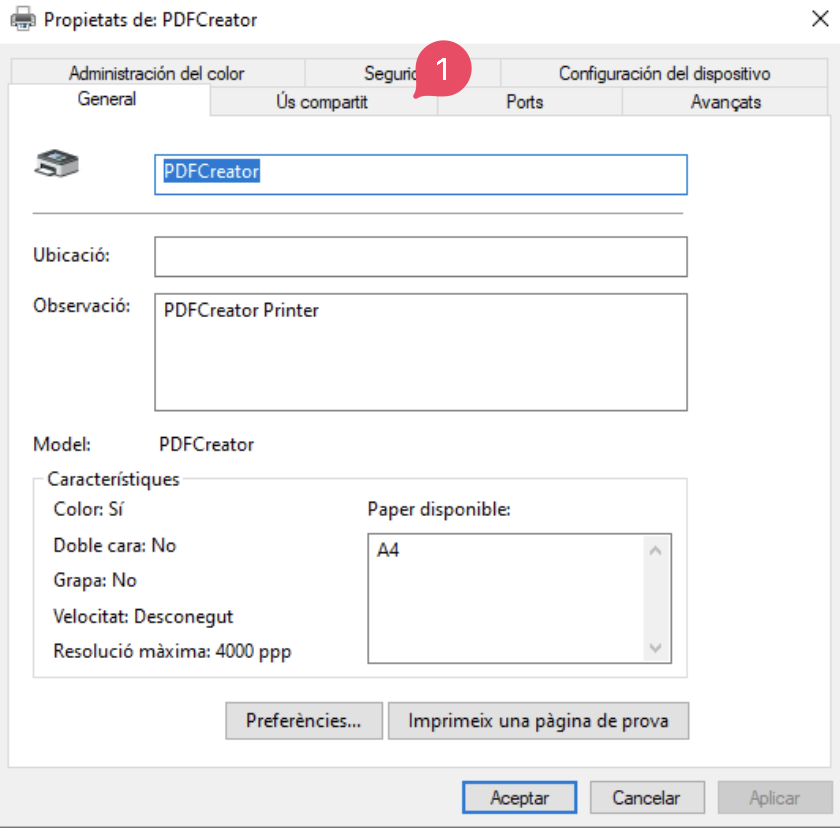 Propietats de: PDFCreator
Administración del color
1
Configuración del dispositivo
General
Ús compartit
Ports
Avançats
PDFCreator
Ubicació:
Observació:
PDFCreator Printer
Model:
PDFCreator
Característiques
Color: Sí
Paper disponible:
Doble cara: No
A4
Grapa: No
Velocitat: Desconegut
Resolució màxima: 4000 ppp
Preferències...
Imprimeix una pàgina de prova
Aceptar
Cancelar
Aplicar